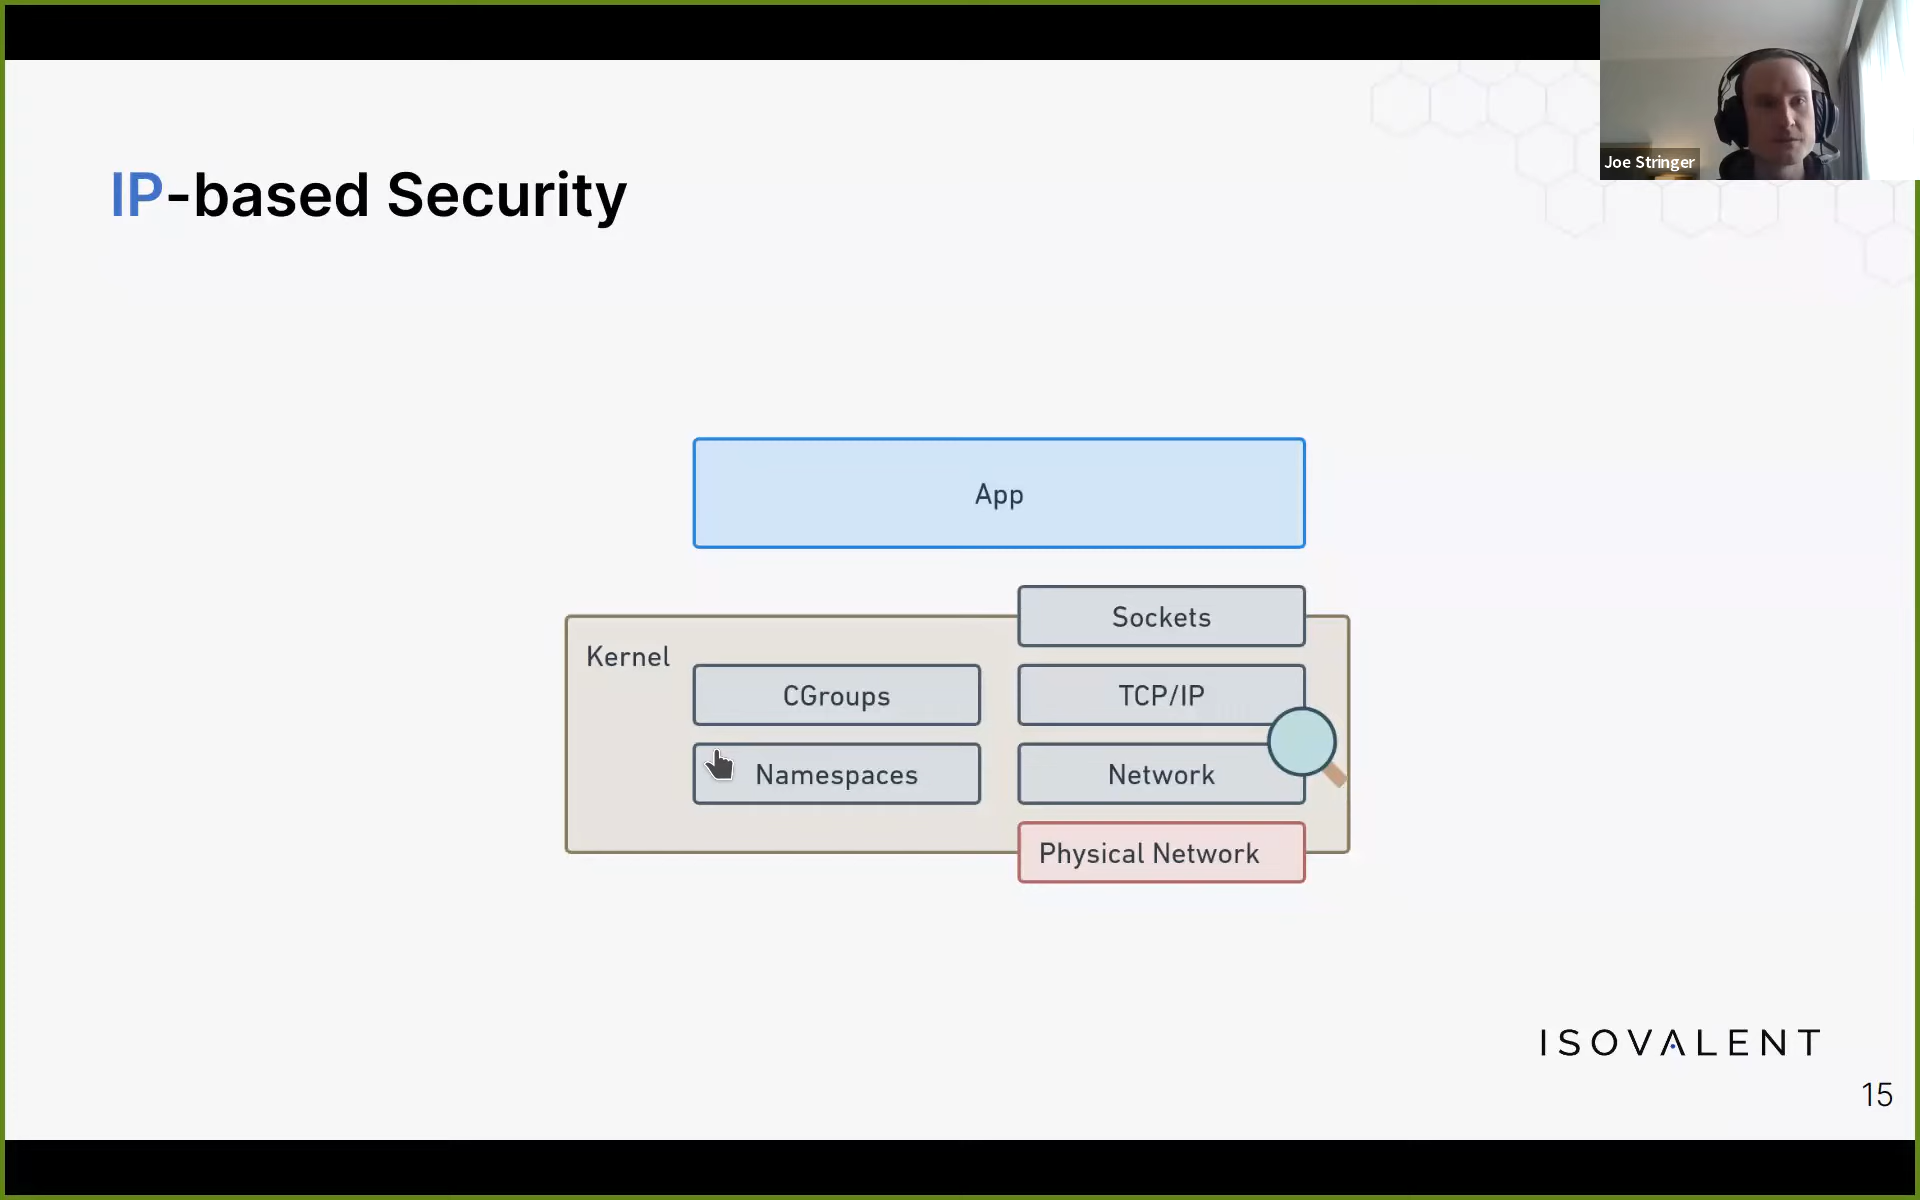 Joe Stringer
IP-based Security
App
Sockets
Kernel
CGroups
TCP/IP
Namespaces
Network
Physical Network
ISOVALENT
15